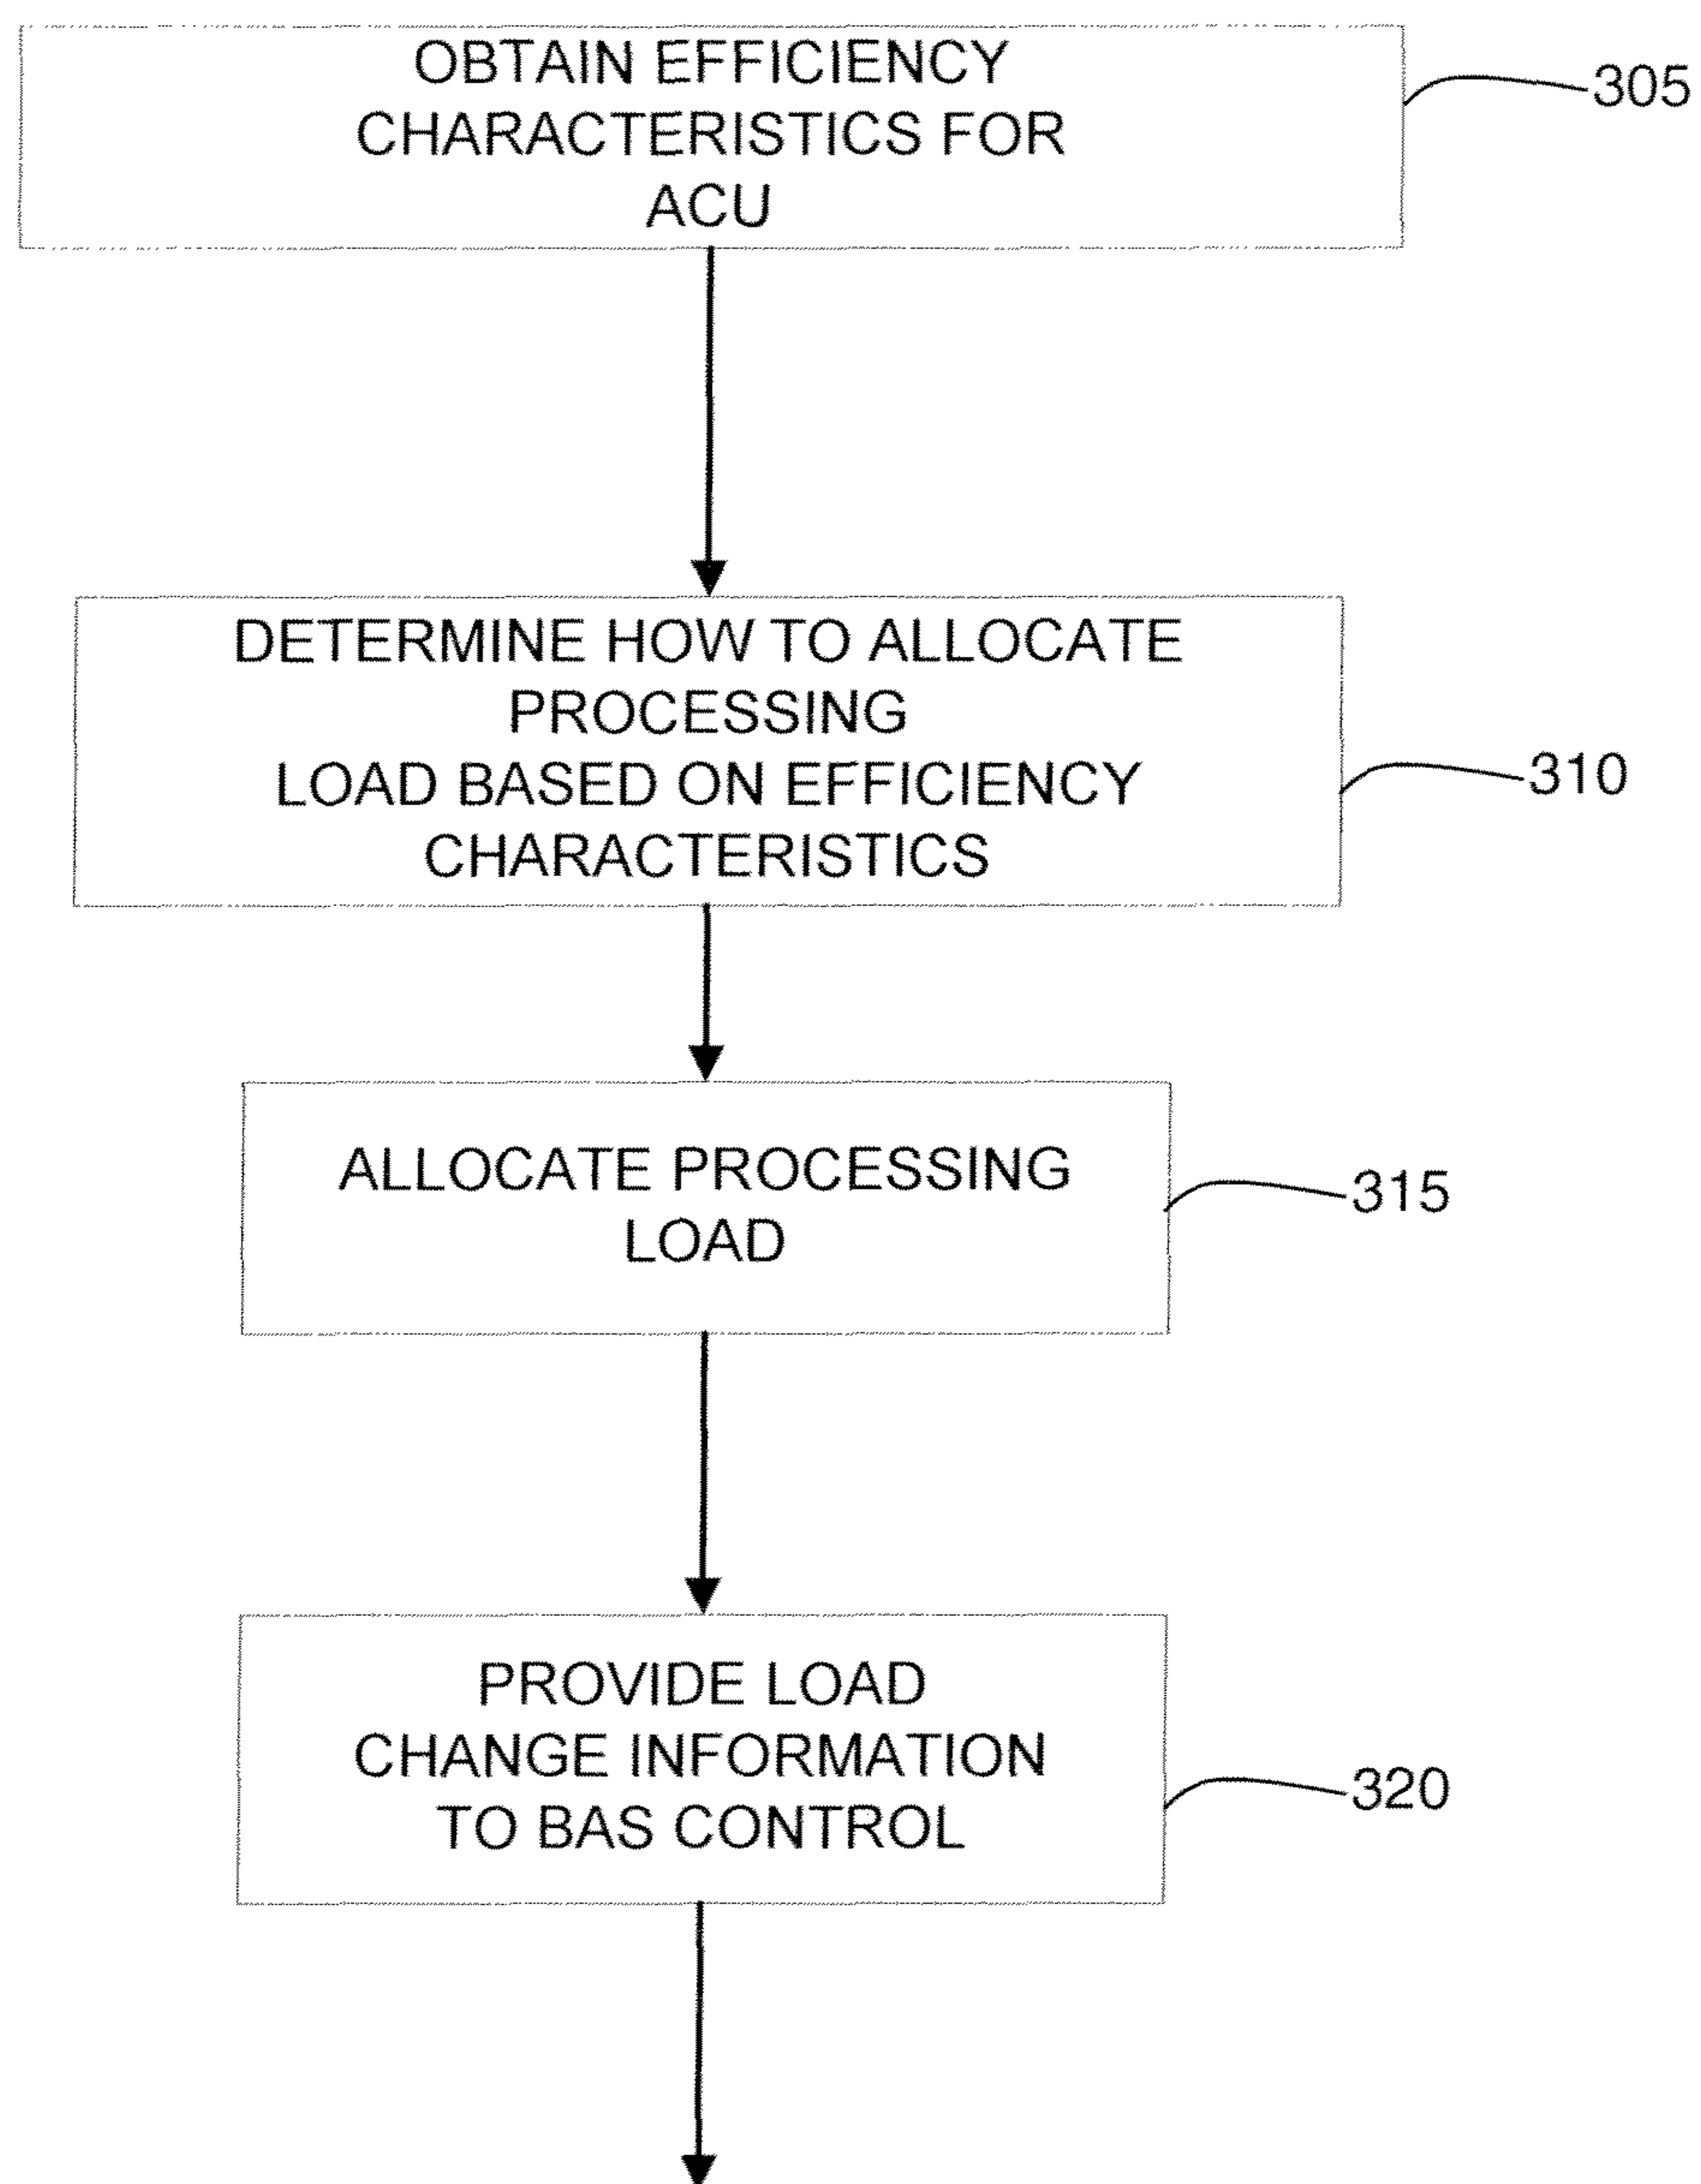 OBTAIN EFFICIENCY
CHARACTERISTICS FOR
ACU
305
DETERMINE HOW TO ALLOCATE
PROCESSING
LOAD BASED ON EFFICIENCY
CHARACTERISTICS
310
ALLOCATE PROCESSING
LOAD
315
PROVIDE LOAD
CHANGE INFORMATION
TO BAS CONTROL
320